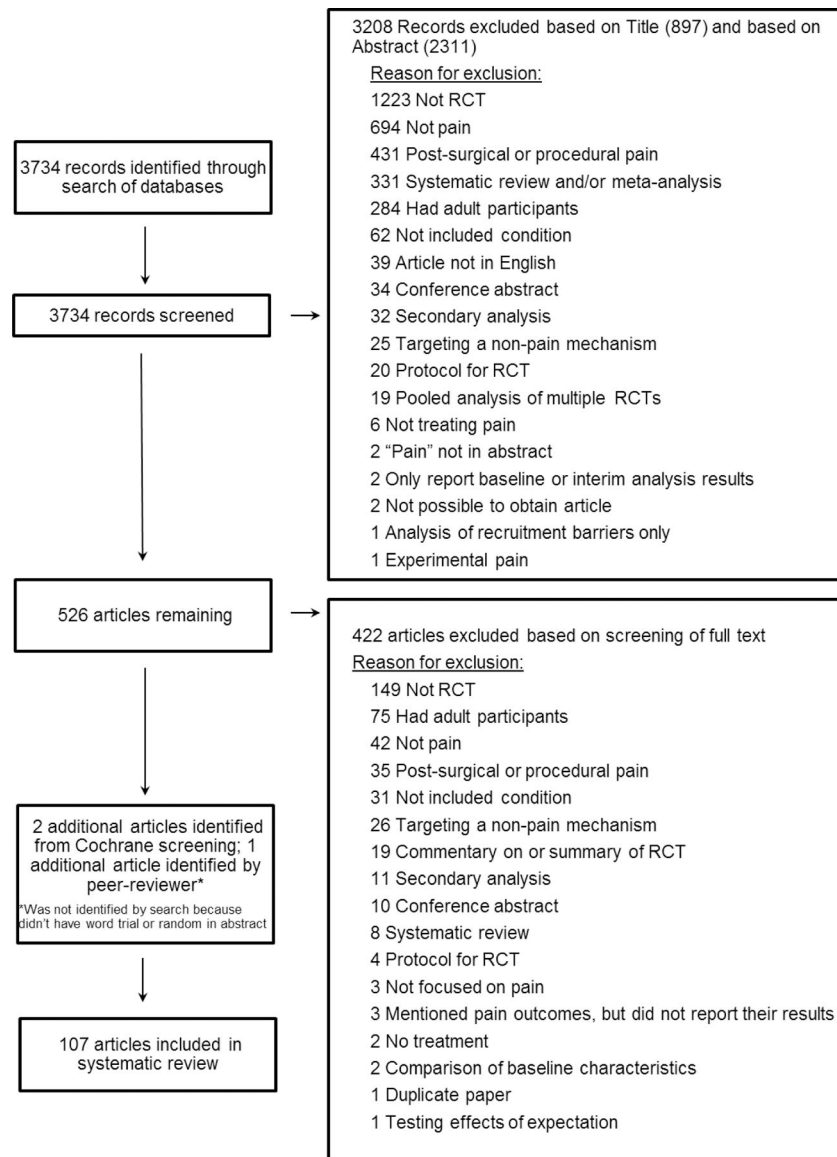 3734 records identified through
search of databases
3734 records screened
3208 Records excluded based on Title (897) and based on
Abstract (2311)
Reason for exclusion:
1223 Not RCT
694 Not pain
431 Post-surgical or procedural pain
331 Systematic review and/or meta-analysis
284 Had adult participants
62 Not included condition
39 Article not in English
34 Conference abstract
32 Secondary analysis
25 Targeting a non-pain mechanism
20 Protocol for RCT
19 Pooled analysis of multiple RCTs
6 Not treating pain
2 “Pain” not in abstract
2 Only report baseline or interim analysis results
2 Not possible to obtain article
1 Analysis of recruitment barriers only
1 Experimental pain
526 articles remaining
422 articles excluded based on screening of full text
Reason for exclusion:
149 Not RCT
75 Had adult participants
42 Not pain
35 Post-surgical or procedural pain
31 Not included condition
26 Targeting a non-pain mechanism
19 Commentary on or summary of RCT
11 Secondary analysis
10 Conference abstract
8 Systematic review
4 Protocol for RCT
3 Not focused on pain
3 Mentioned pain outcomes, but did not report their results
2 No treatment
2 Comparison of baseline characteristics
1 Duplicate paper
1 Testing effects of expectation
2 additional articles identified
from Cochrane screening; 1
additional article identified by
peer-reviewer*
*Was not identified by search because
didn’t have word trial or random in abstract
107 articles included in
systematic review